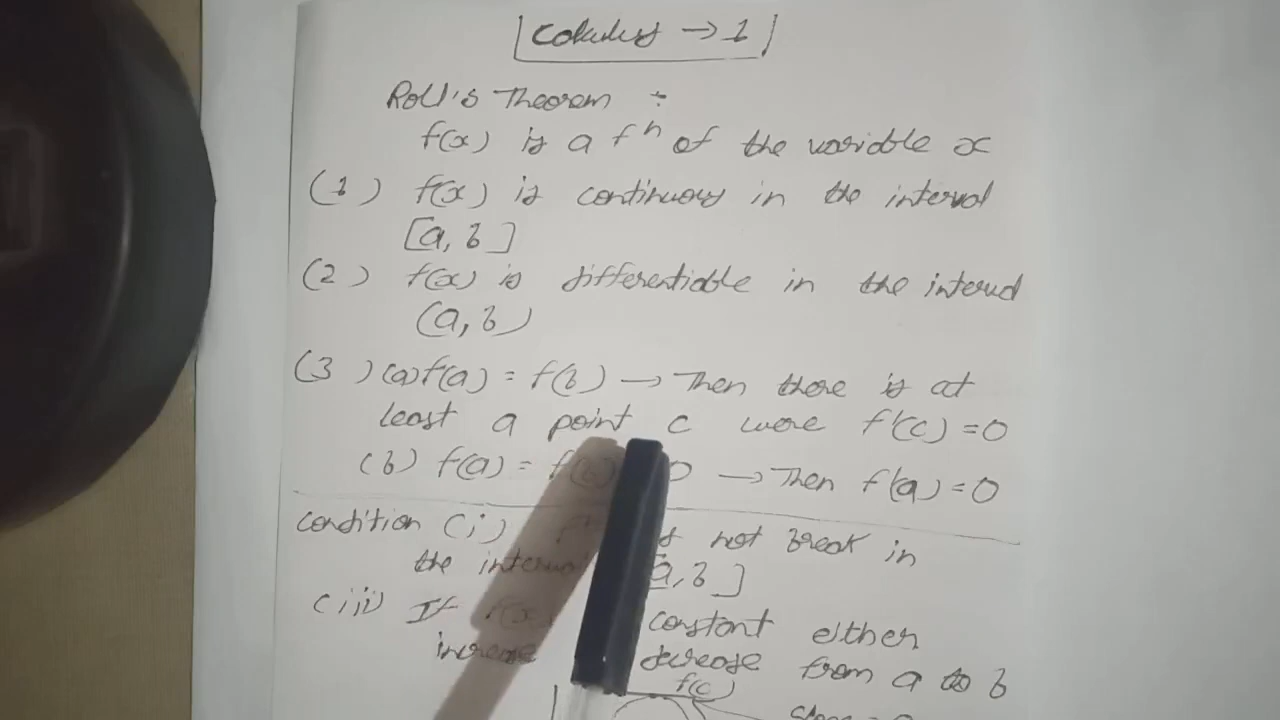 Calculus → 1
Roll's Theorem ÷
f(x) is a fⁿ of the variable x
(1) f(x) is continuous in the interval
[a, b]
(2) f(x) is differentiable in the interval
(a, b)
(3) (a) f(a) = f(b) → Then there is at
least a point c were f'(c) = 0
(b) f(a) = f(b) 0 → Then f'(a) = 0
Condition (i) not break in
the interval a, b]
(iii) If f(x) constant either
increase decrease from a to b
f(c)